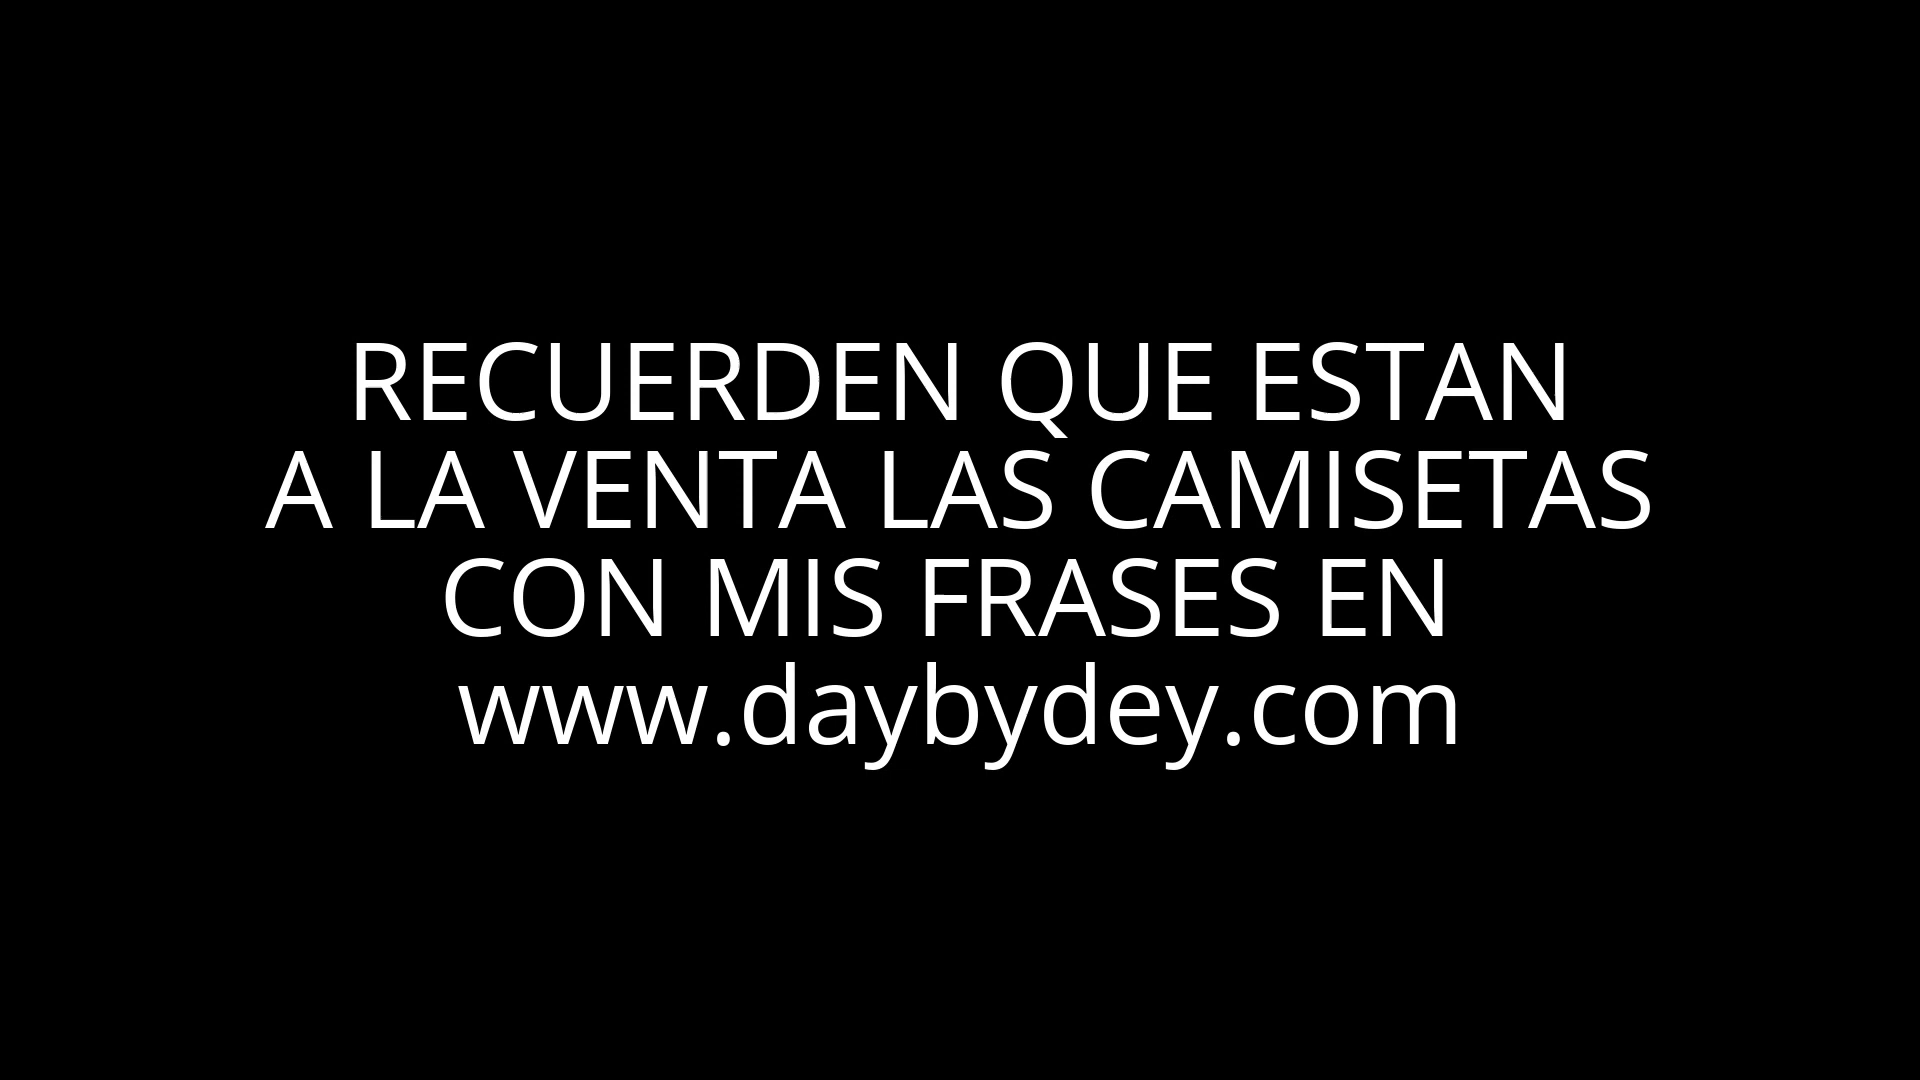 RECUERDEN QUE ESTAN
A LA VENTA LAS CAMISETAS
CON MIS FRASES EN
www.daybydey.com